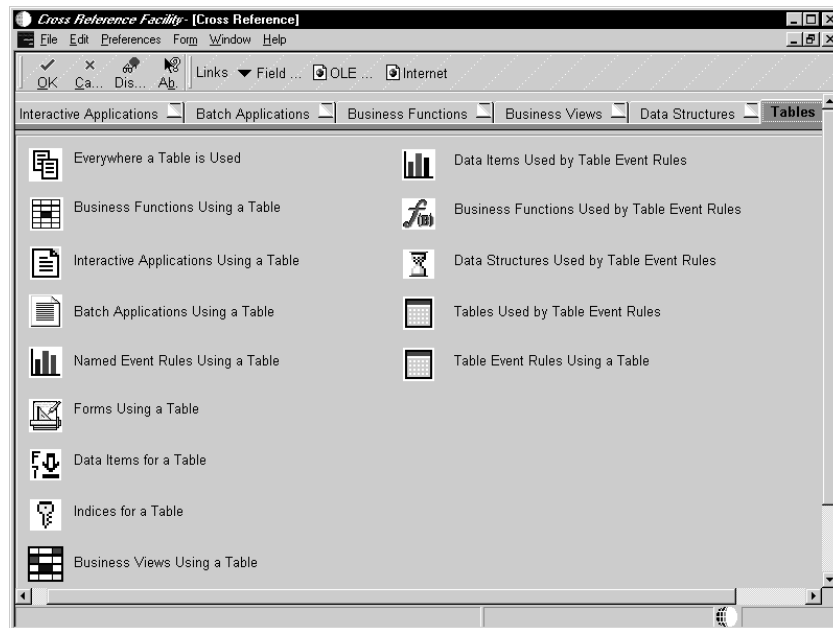 Cross Reference Facility - [Cross Reference]
File Edit Preferences Form Window Help
OK Ca... Dis... Ab. Links Field ... OLE ... Internet
Interactive Applications Batch Applications Business Functions Business Views Data Structures Tables
Everywhere a Table is Used
Business Functions Using a Table
Interactive Applications Using a Table
Batch Applications Using a Table
Named Event Rules Using a Table
Forms Using a Table
Data Items for a Table
Indices for a Table
Business Views Using a Table
Data Items Used by Table Event Rules
Business Functions Used by Table Event Rules
Data Structures Used by Table Event Rules
Tables Used by Table Event Rules
Table Event Rules Using a Table